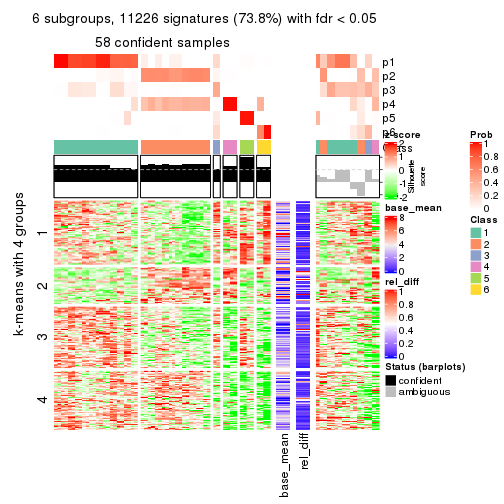 6 subgroups, 11226 signatures (73.8%) with fdr < 0.05
58 confident samples
p1
p2
p3
p4
p5
p6
Class
z-score
2
1
0
-1
-2
Silhouette
score
base_mean
8
6
4
2
0
rel_diff
1
0.8
0.6
0.4
0.2
0
Status (barplots)
confident
ambiguous
Prob
1
0.8
0.6
0.4
0.2
0
Class
1
2
3
4
5
6
k-means with 4 groups
1
2
3
4
base_mean
rel_diff